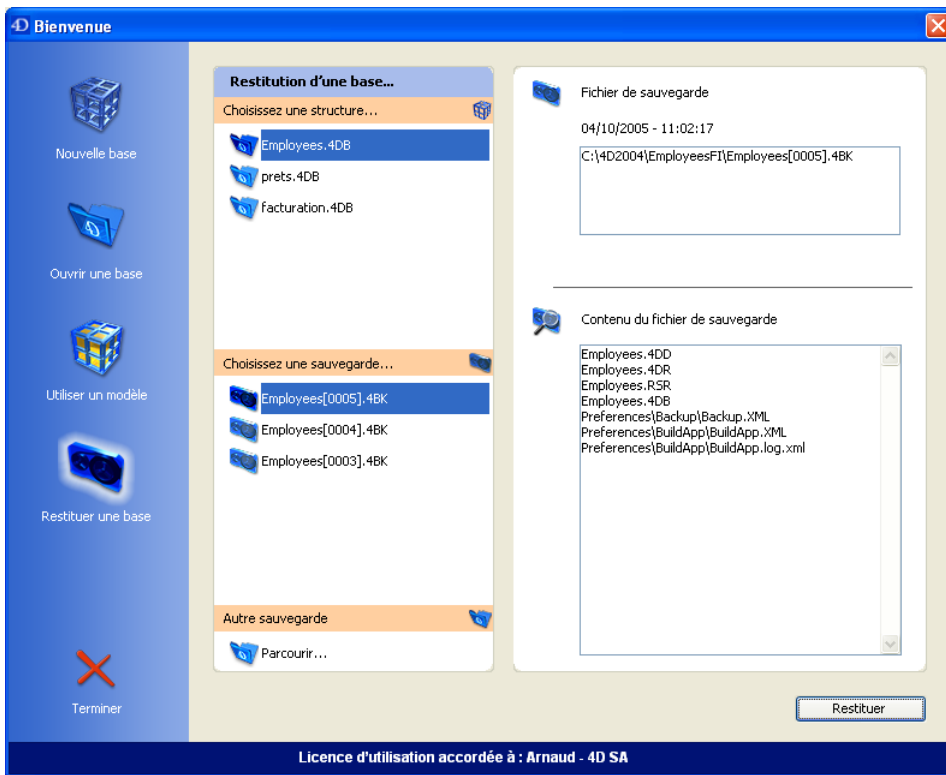 4D Bienvenue
Nouvelle base
Ouvrir une base
Utiliser un modèle
Restituer une base
Terminer
Restitution d'une base...
Choisissez une structure...
Employees.4DB
prets.4DB
facturation.4DB
Choisissez une sauvegarde...
Employees[0005].4BK
Employees[0004].4BK
Employees[0003].4BK
Autre sauvegarde
Parcourir...
Fichier de sauvegarde
04/10/2005 - 11:02:17
C:\4D2004\EmployeesFI\Employees[0005].4BK
Contenu du fichier de sauvegarde
Employees.4DD
Employees.4DR
Employees.RSR
Employees.4DB
Preferences\Backup\Backup.XML
Preferences\BuildApp\BuildApp.XML
Preferences\BuildApp\BuildApp.log.xml
Restituer
Licence d'utilisation accordée à : Arnaud - 4D SA